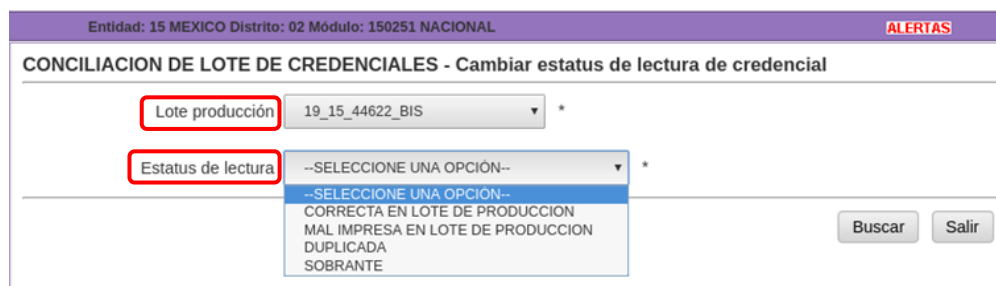 Entidad: 15 MEXICO Distrito: 02 Módulo: 150251 NACIONAL
ALERTAS
CONCILIACION DE LOTE DE CREDENCIALES - Cambiar estatus de lectura de credencial
Lote producción 19_15_44622_BIS *
Estatus de lectura --SELECCIONE UNA OPCIÓN-- *
--SELECCIONE UNA OPCIÓN--
CORRECTA EN LOTE DE PRODUCCION
MAL IMPRESA EN LOTE DE PRODUCCION
DUPLICADA
SOBRANTE
Buscar Salir